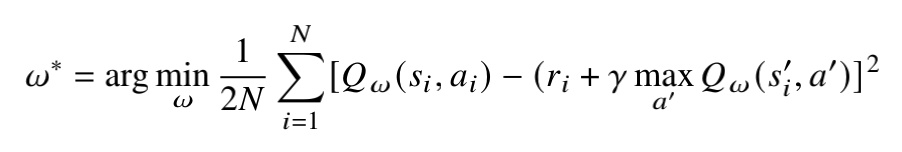 ω* = arg min_ω 1/2N ∑_{i=1}^{N} [Q_ω(s_i, a_i) − (r_i + γ max_{a′} Q_ω(s′_i, a′)]²